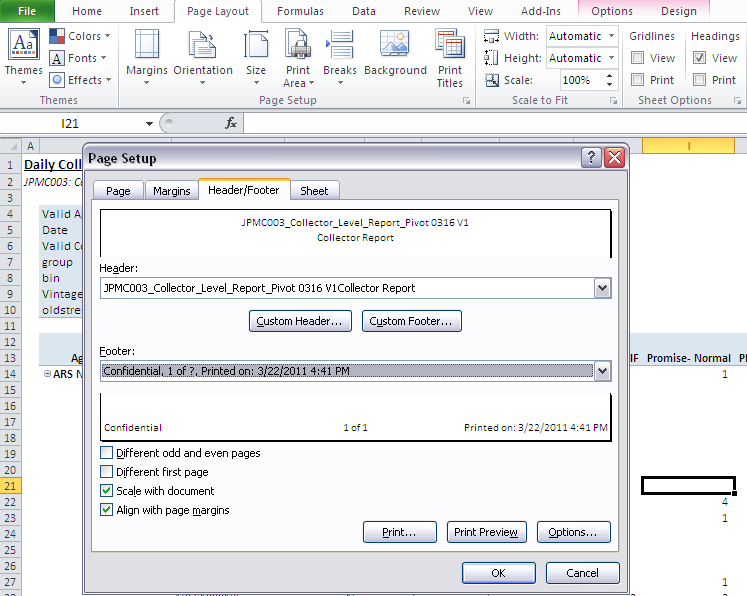 File Home Insert Page Layout Formulas Data Review View Add-Ins Options Design
Colors Width: Automatic Gridlines Headings
Fonts Height: Automatic View View
Themes Effects Margins Orientation Size Print Area Breaks Background Print Titles Scale: 100% Print Print
Themes Page Setup Scale to Fit Sheet Options
I21 fx
A I
1 Daily Coll
2 JPMC003: Co
3
4 Valid A
5 Date
6 Valid Co
7 group
8 bin
9 Vintage
10 oldstre
11
12
13 Ag IF Promise- Normal
14 ARS N 1
15
16
17
18
19
20
21
22 4
23 1
24
25
26
27 1
Page Setup ?
Page Margins Header/Footer Sheet
JPMC003_Collector_Level_Report_Pivot 0316 V1
Collector Report
Header:
JPMC003_Collector_Level_Report_Pivot 0316 V1Collector Report
Custom Header... Custom Footer...
Footer:
Confidential, 1 of ?, Printed on: 3/22/2011 4:41 PM
Confidential 1 of 1 Printed on: 3/22/2011 4:41 PM
Different odd and even pages
Different first page
Scale with document
Align with page margins
Print... Print Preview Options...
OK Cancel